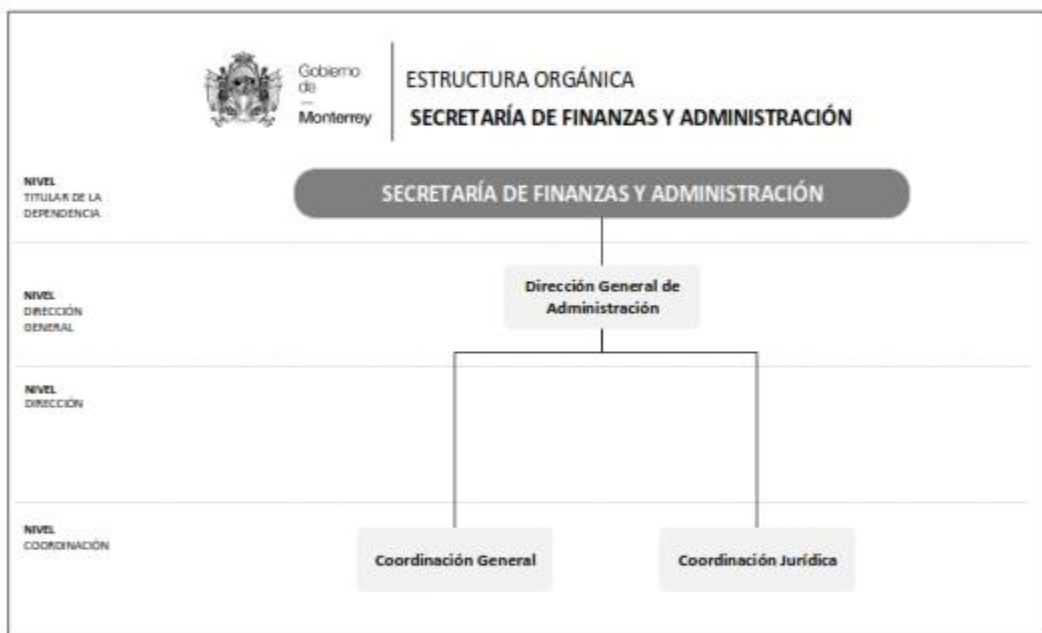 Gobierno
de
—
Monterrey
ESTRUCTURA ORGÁNICA
SECRETARÍA DE FINANZAS Y ADMINISTRACIÓN
NIVEL
TITULAR DE LA
DEPENDENCIA
SECRETARÍA DE FINANZAS Y ADMINISTRACIÓN
NIVEL
DIRECCIÓN
GENERAL
Dirección General de
Administración
NIVEL
DIRECCIÓN
NIVEL
COORDINACIÓN
Coordinación General
Coordinación Jurídica